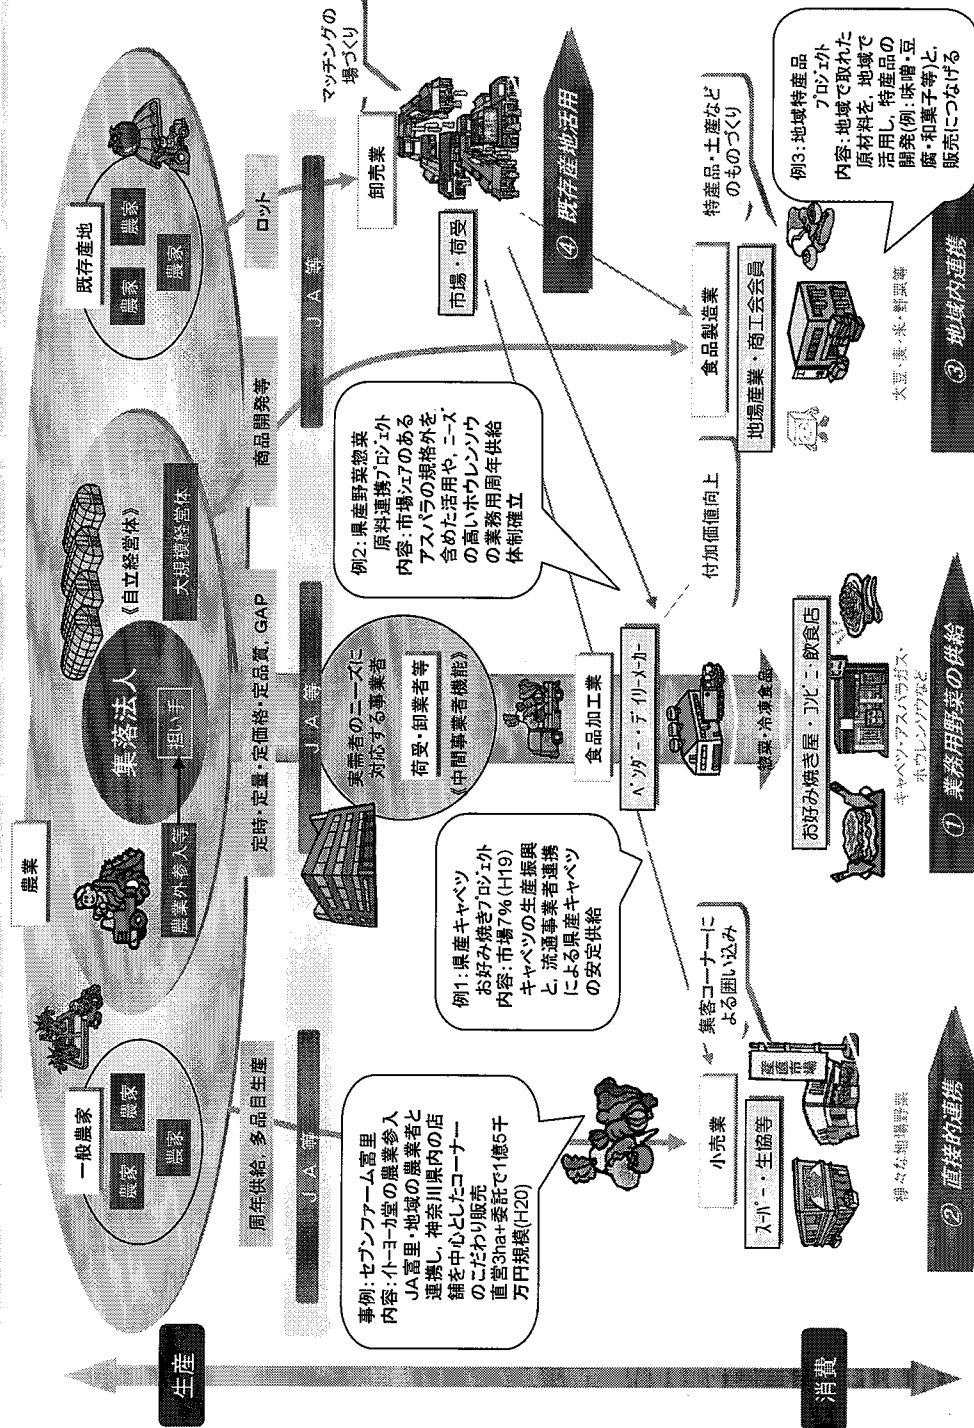 農業
生産
一般農家
農家
農家
農家
農業外参入等
集落法人
担い手
《自立経営体》
大規模経営体
既存産地
農家
農家
農家
周年供給,多品目生産
定時・定量・定価格・定品質,GAP
商品開発等
ロット
マッチングの
場づくり
JA等
JA等
JA等
事例:セブンファーム富里
内容:イトーヨーカ堂の農業参入
JA富里・地域の農業者と
連携し,神奈川県内の店
舗を中心としたコーナー
のこだわり販売
直営3ha+委託で1億5千
万円規模(H20)
実需者のニーズに
対応する事業者
荷受・卸業者等
《中間事業者機能》
例2:県産野菜惣菜
原料連携プロジェクト
内容:市場シェアのある
アスパラの規格外を
含めた活用や,ニーズ
の高いホウレンソウ
の業務用周年供給
体制確立
卸売業
市場・荷受
④ 既存産地活用
例1:県産キャベツ
お好み焼きプロジェクト
内容:市場7%(H19)
キャベツの生産振興
と,流通事業者連携
による県産キャベツ
の安定供給
食品加工業
ベンダー・デイリーメーカー
付加価値向上
惣菜・冷凍食品
集客コーナーに
よる囲い込み
小売業
スーパー・生協等
産直市場
お好み焼き屋・コンビニ・飲食店
食品製造業
地場産業・商工会会員
特産品・土産など
のものづくり
例3:地域特産品
プロジェクト
内容:地域で取れた
原材料を,地域で
活用し,特産品の
開発(例:味噌・豆
腐・和菓子等)と,
販売につなげる
消費
様々な地場野菜
キャベツ・アスパラガス・
ホウレンソウなど
大豆・麦・米・野菜等
② 直接的連携
① 業務用野菜の供給
③ 地域内連携